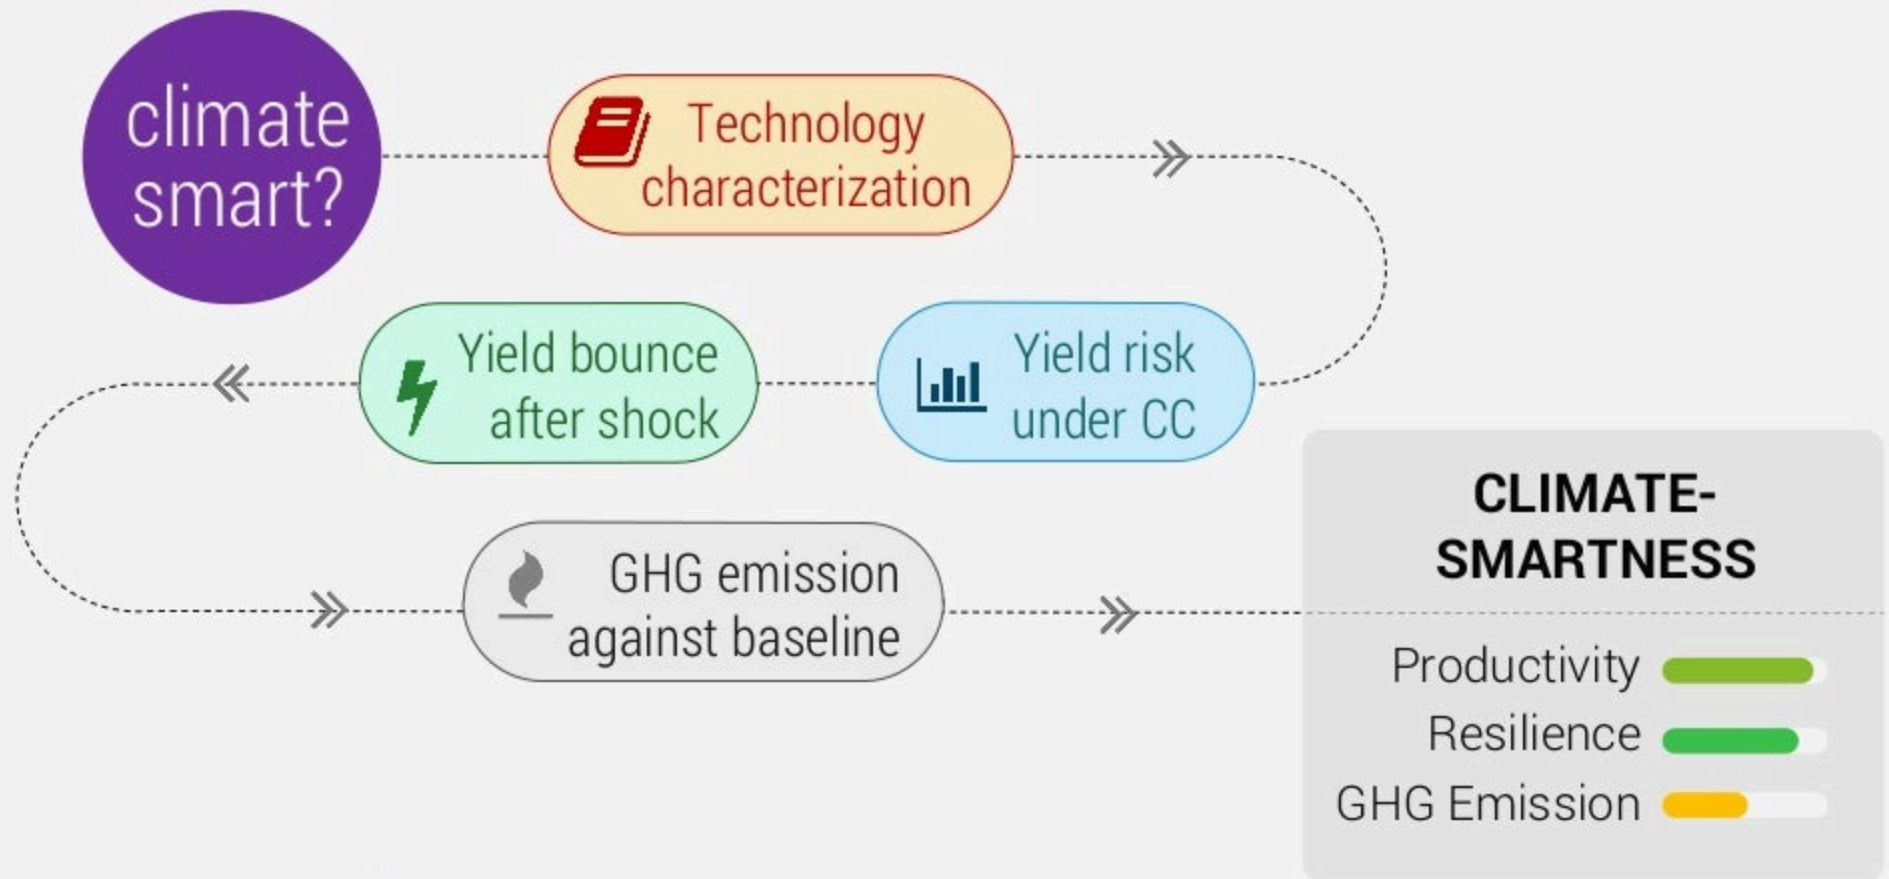 climate
smart?
Technology
characterization
Yield risk
under CC
Yield bounce
after shock
GHG emission
against baseline
CLIMATE-
SMARTNESS
Productivity
Resilience
GHG Emission